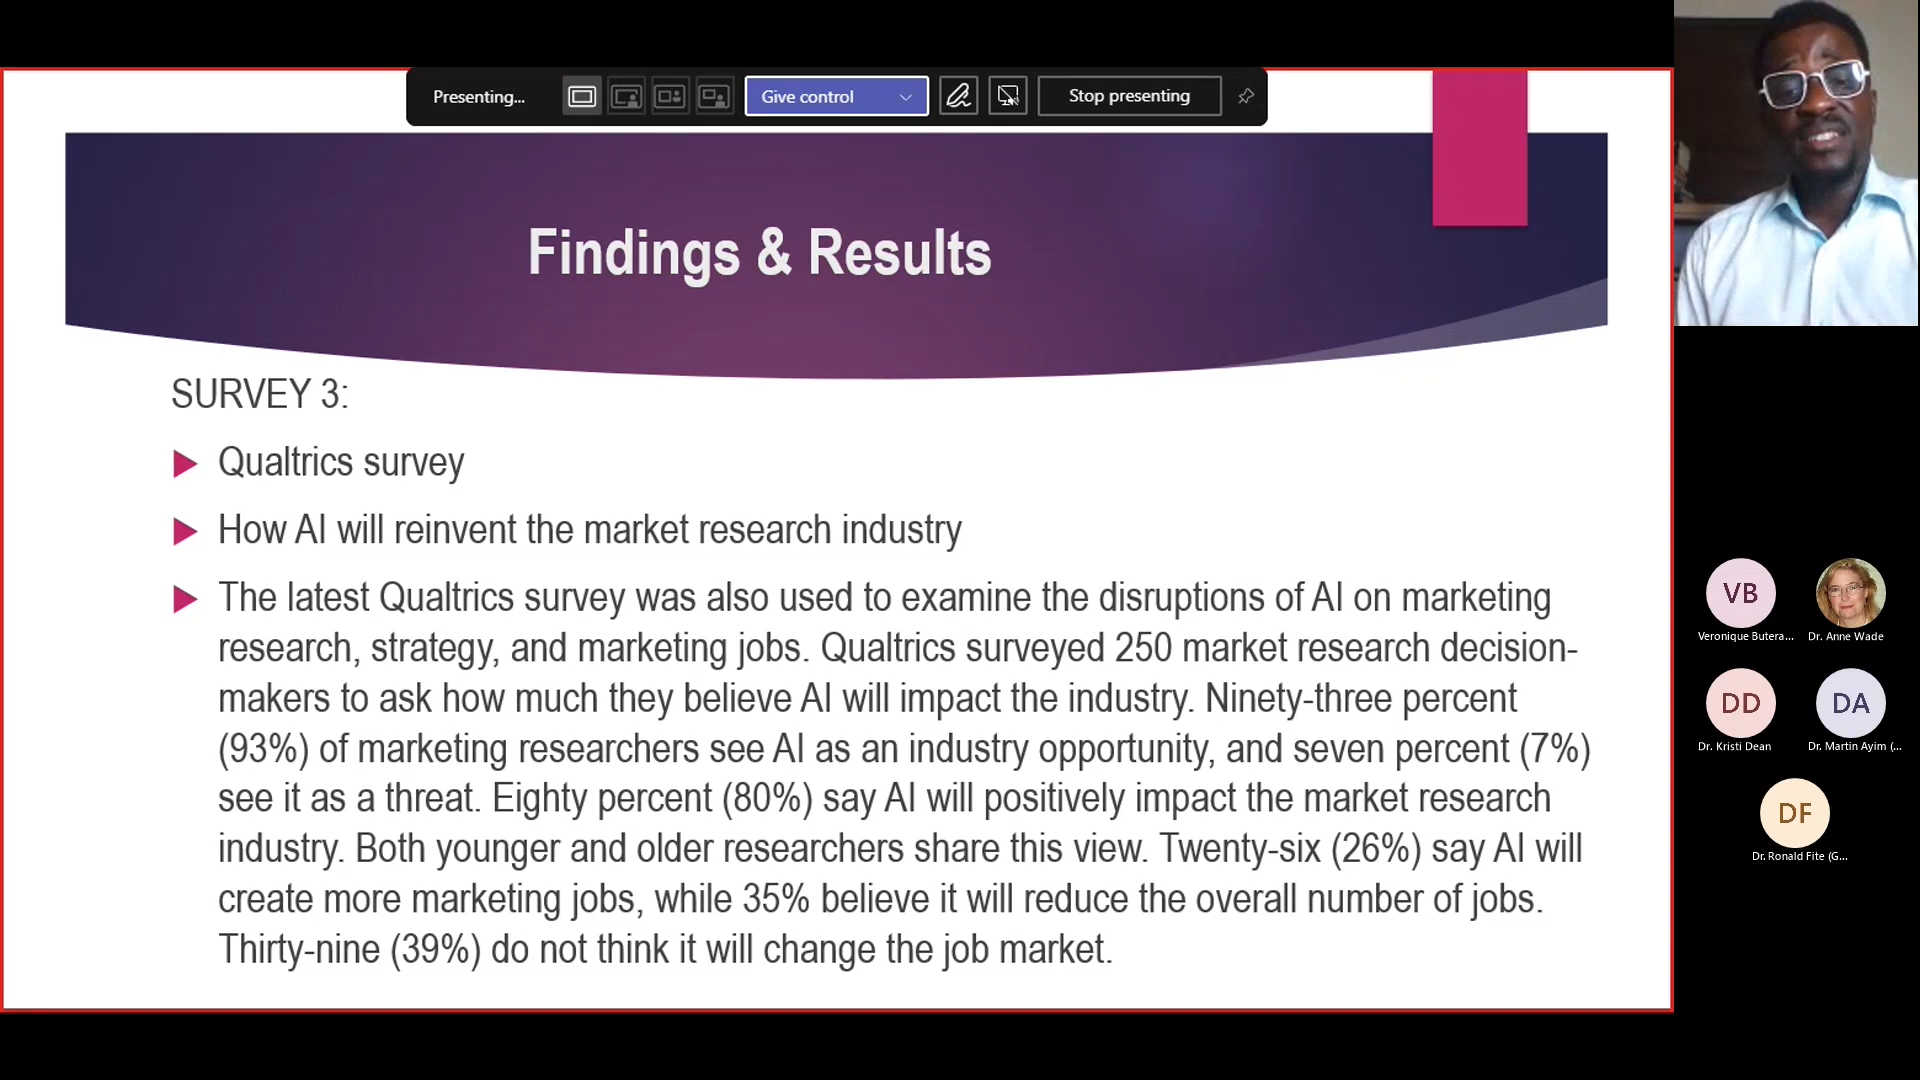 Presenting...
Give control
Stop presenting
Findings & Results
SURVEY 3:
Qualtrics survey
How AI will reinvent the market research industry
The latest Qualtrics survey was also used to examine the disruptions of AI on marketing
research, strategy, and marketing jobs. Qualtrics surveyed 250 market research decision-
makers to ask how much they believe AI will impact the industry. Ninety-three percent
(93%) of marketing researchers see AI as an industry opportunity, and seven percent (7%)
see it as a threat. Eighty percent (80%) say AI will positively impact the market research
industry. Both younger and older researchers share this view. Twenty-six (26%) say AI will
create more marketing jobs, while 35% believe it will reduce the overall number of jobs.
Thirty-nine (39%) do not think it will change the job market.
VB
Veronique Butera...
Dr. Anne Wade
DD
Dr. Kristi Dean
DA
Dr. Martin Ayim (...
DF
Dr. Ronald Fite (G...